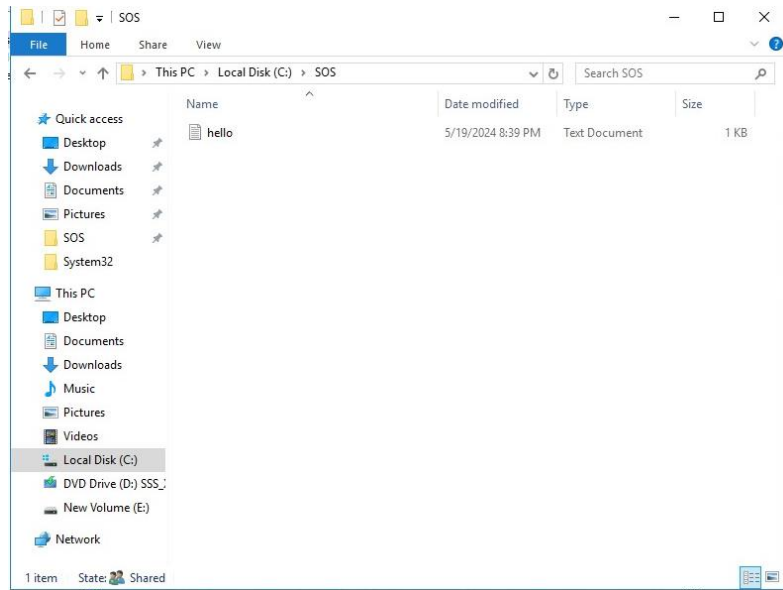 SOS
File Home Share View
This PC > Local Disk (C:) > SOS
Search SOS
Name Date modified Type Size
hello 5/19/2024 8:39 PM Text Document 1 KB
Quick access
Desktop
Downloads
Documents
Pictures
SOS
System32
This PC
Desktop
Documents
Downloads
Music
Pictures
Videos
Local Disk (C:)
DVD Drive (D:) SSS_
New Volume (E:)
Network
1 item State: Shared